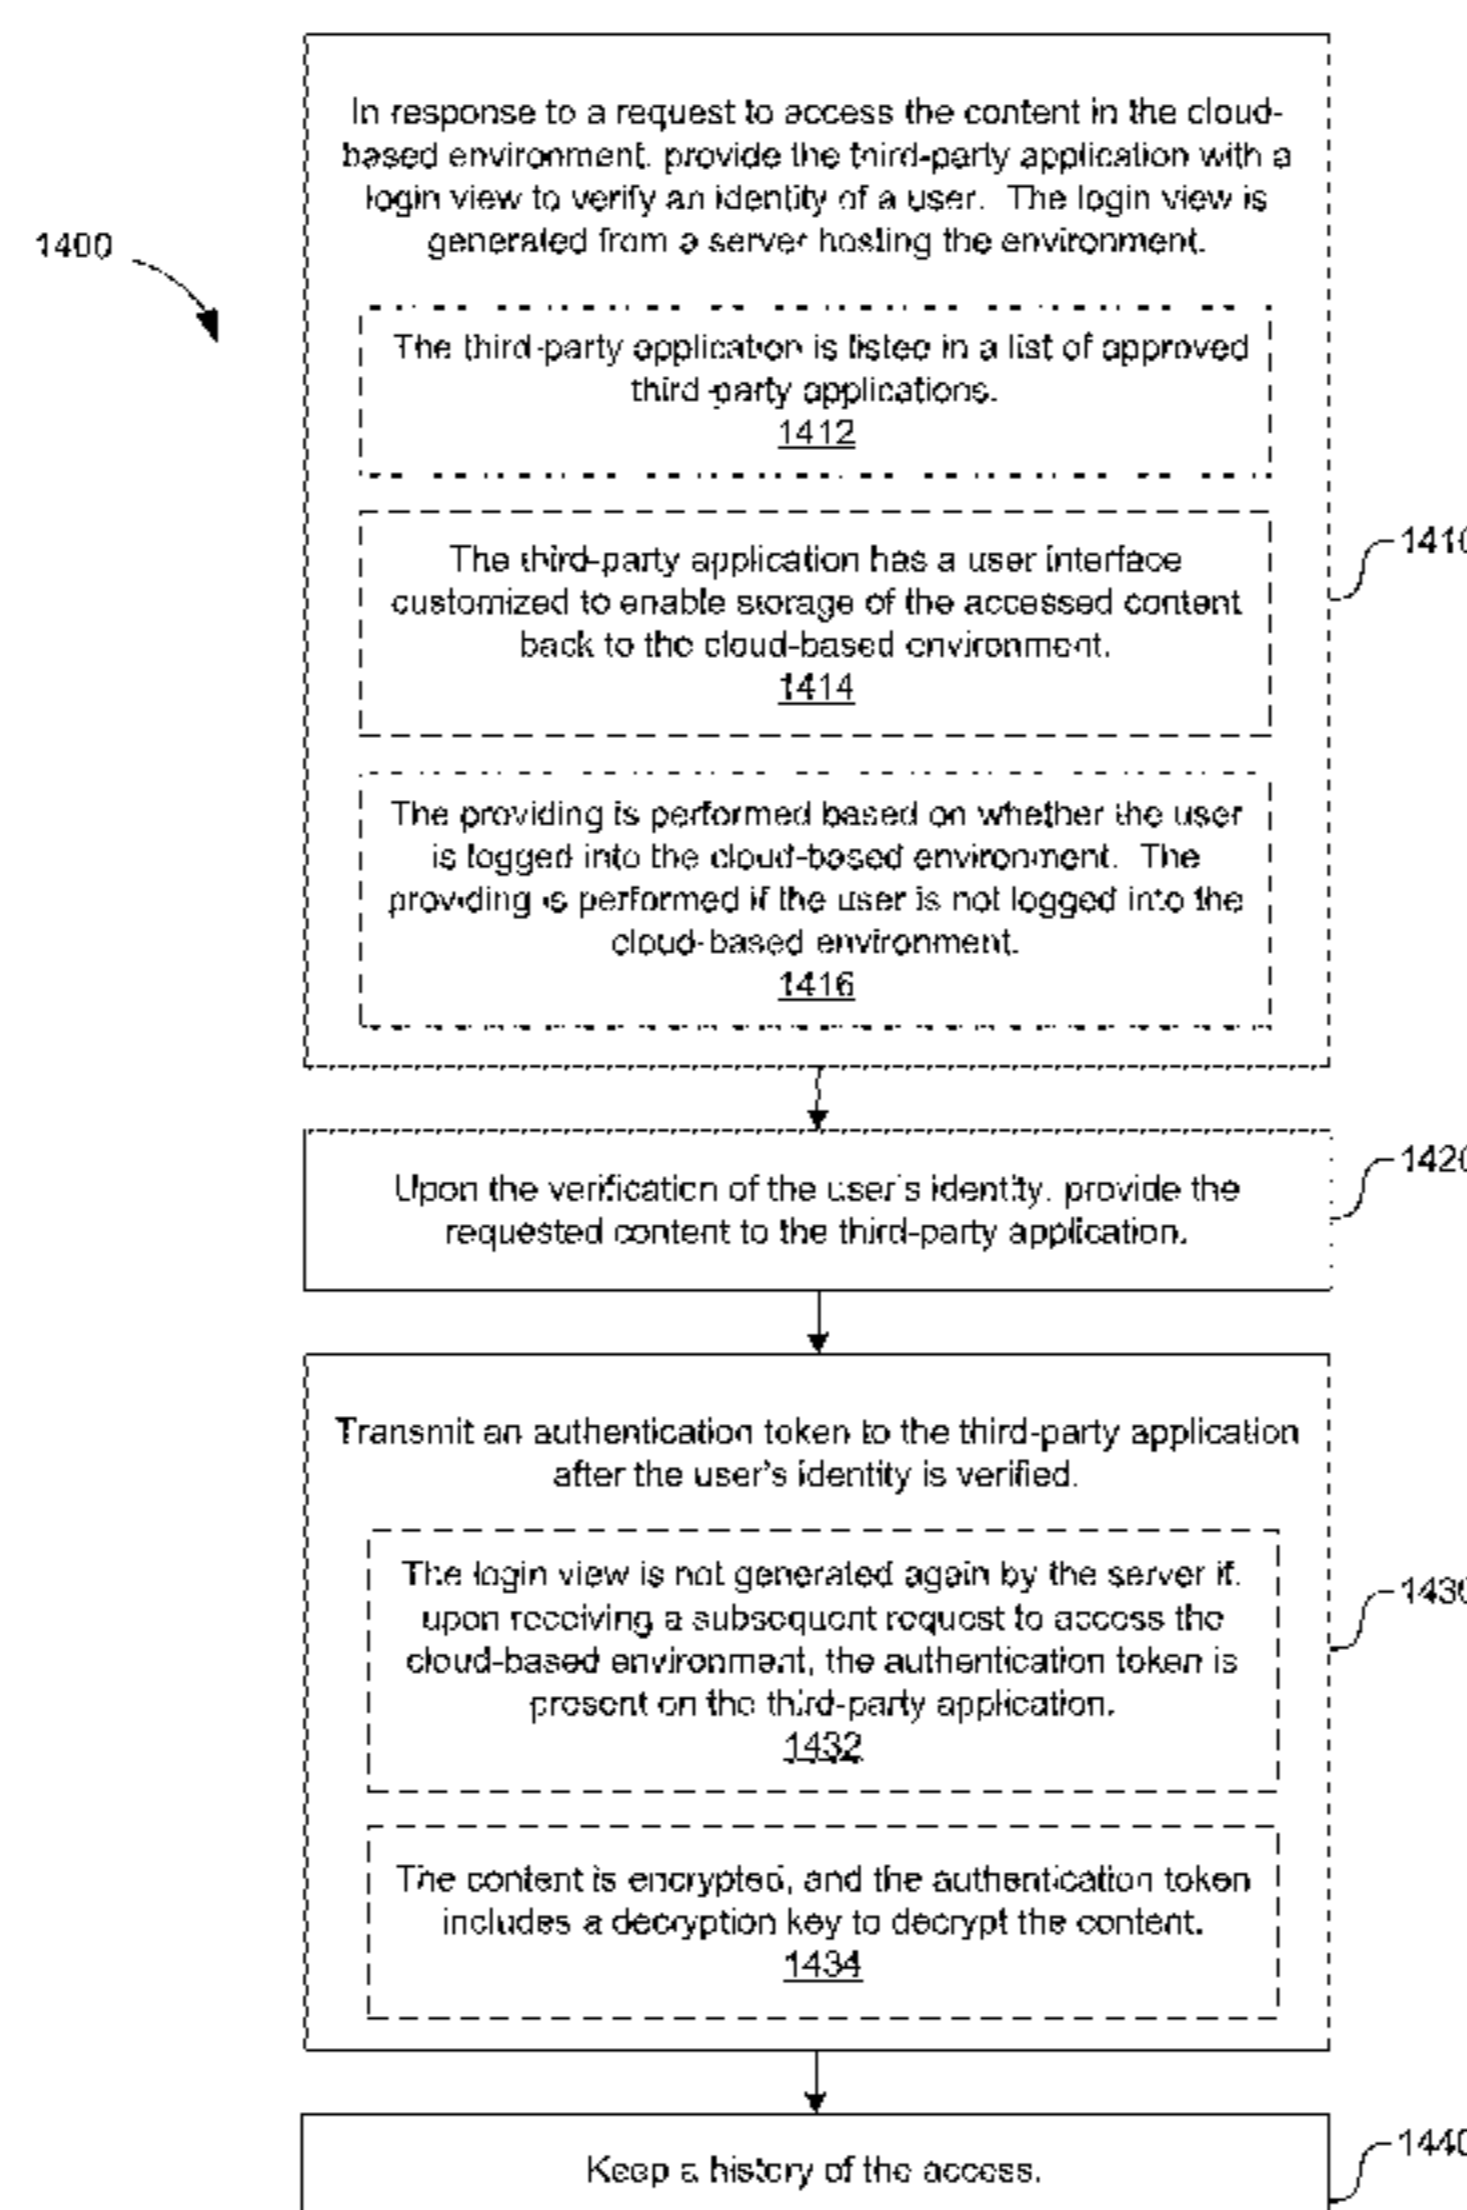 1400
In response to a request to access the content in the cloud-
based environment, provide the third-party application with a
login view to verify an identity of a user. The login view is
generated from a server hosting the environment.
The third-party application is listed in a list of approved
third-party applications.
1412
The third-party application has a user interface
customized to enable storage of the accessed content
back to the cloud-based environment.
1414
1410
The providing is performed based on whether the user
is logged into the cloud-based environment. The
providing is performed if the user is not logged into the
cloud-based environment.
1416
Upon the verification of the user's identity, provide the
requested content to the third-party application.
1420
Transmit an authentication token to the third-party application
after the user's identity is verified.
The login view is not generated again by the server if,
upon receiving a subsequent request to access the
cloud-based environment, the authentication token is
present on the third-party application.
1432
1430
The content is encrypted, and the authentication token
includes a decryption key to decrypt the content.
1434
Keep a history of the access.
1440